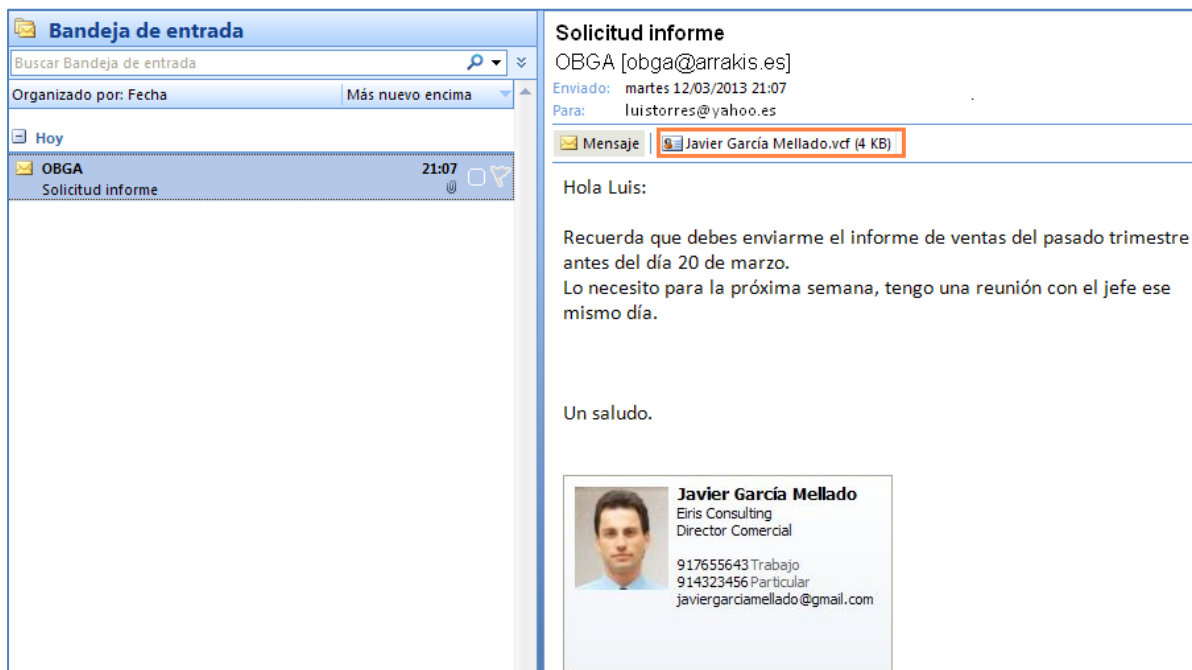 Bandeja de entrada
Buscar Bandeja de entrada
Organizado por: Fecha Más nuevo encima
Hoy
OBGA 21:07
Solicitud informe
Solicitud informe
OBGA [obga@arrakis.es]
Enviado: martes 12/03/2013 21:07
Para: luistorres@yahoo.es
Mensaje Javier García Mellado.vcf (4 KB)
Hola Luis:
Recuerda que debes enviarme el informe de ventas del pasado trimestre
antes del día 20 de marzo.
Lo necesito para la próxima semana, tengo una reunión con el jefe ese
mismo día.
Un saludo.
Javier García Mellado
Eiris Consulting
Director Comercial
917655643 Trabajo
914323456 Particular
javiergarciamellado@gmail.com